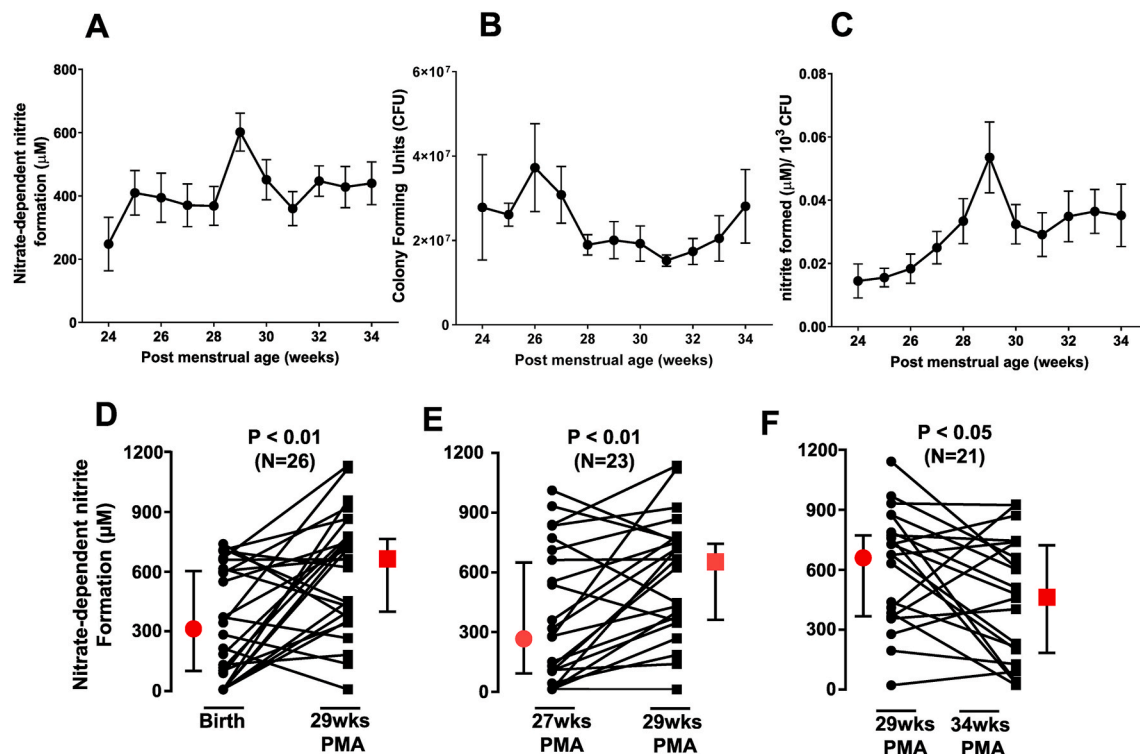 A
Nitrate-dependent nitrite
formation (µM)
800
600
400
200
0
24 26 28 30 32 34
Post menstrual age (weeks)
B
Colony Forming Units (CFU)
6×10⁷
4×10⁷
2×10⁷
0
24 26 28 30 32 34
Post menstrual age (weeks)
C
nitrite formed (µM)/ 10³ CFU
0.08
0.06
0.04
0.02
0.00
24 26 28 30 32 34
Post menstrual age (weeks)
D
P < 0.01
(N=26)
Nitrate-dependent nitrite
Formation (µM)
1200
900
600
300
0
Birth 29wks
PMA
E
P < 0.01
(N=23)
1200
900
600
300
0
27wks 29wks
PMA PMA
F
P < 0.05
(N=21)
1200
900
600
300
0
29wks 34wks
PMA PMA